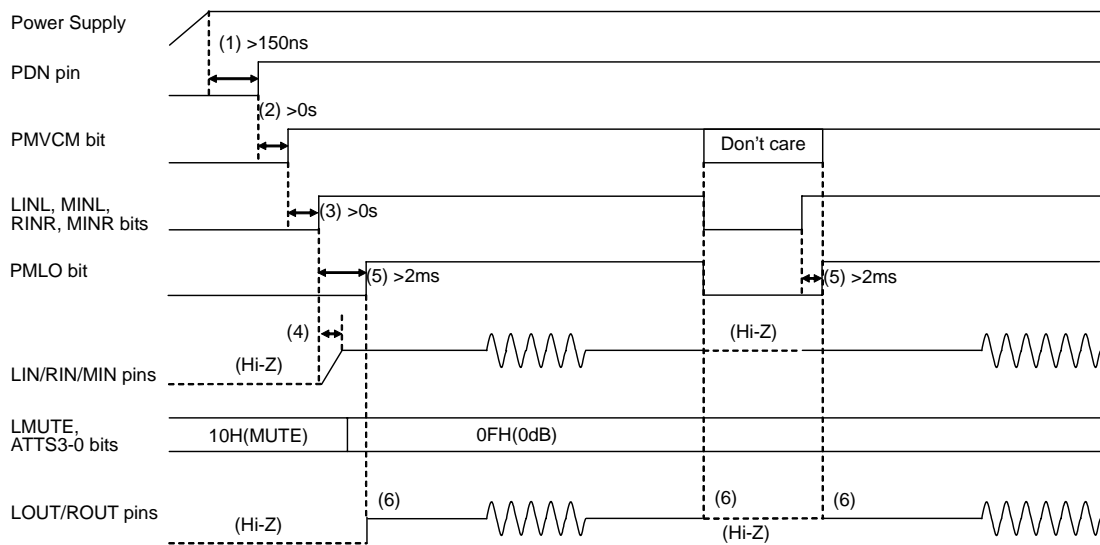 Power Supply
(1) >150ns
PDN pin
(2) >0s
PMVCM bit
Don't care
LINL, MINL,
RINR, MINR bits
(3) >0s
PMLO bit
(5) >2ms
(5) >2ms
(4)
(Hi-Z)
(Hi-Z)
LIN/RIN/MIN pins
LMUTE,
ATTS3-0 bits
10H(MUTE)
0FH(0dB)
LOUT/ROUT pins
(Hi-Z)
(6)
(6)
(6)
(Hi-Z)